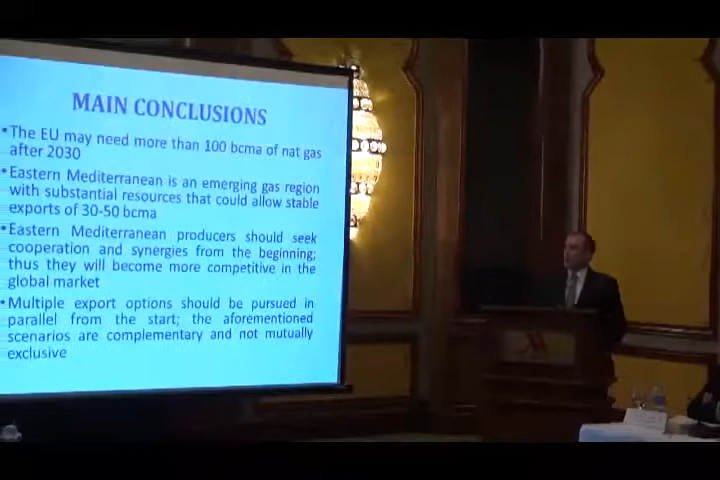 MAIN CONCLUSIONS
•The EU may need more than 100 bcma of nat gas
after 2030
•Eastern Mediterranean is an emerging gas region
with substantial resources that could allow stable
exports of 30-50 bcma
•Eastern Mediterranean producers should seek
cooperation and synergies from the beginning;
thus they will become more competitive in the
global market
•Multiple export options should be pursued in
parallel from the start; the aforementioned
scenarios are complementary and not mutually
exclusive